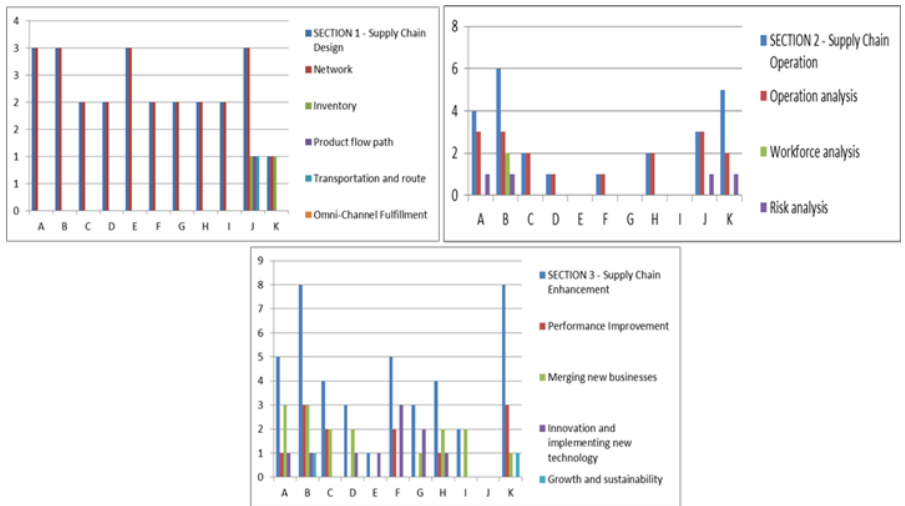 4
3
3
2
2
1
1
0
A B C D E F G H I J K
SECTION 1 - Supply Chain
Design
Network
Inventory
Product flow path
Transportation and route
Omni-Channel Fulfillment
8
6
4
2
0
A B C D E F G H I J K
SECTION 2 - Supply Chain
Operation
Operation analysis
Workforce analysis
Risk analysis
9
8
7
6
5
4
3
2
1
0
A B C D E F G H I J K
SECTION 3 - Supply Chain
Enhancement
Performance Improvement
Merging new businesses
Innovation and
implementing new
technology
Growth and sustainability